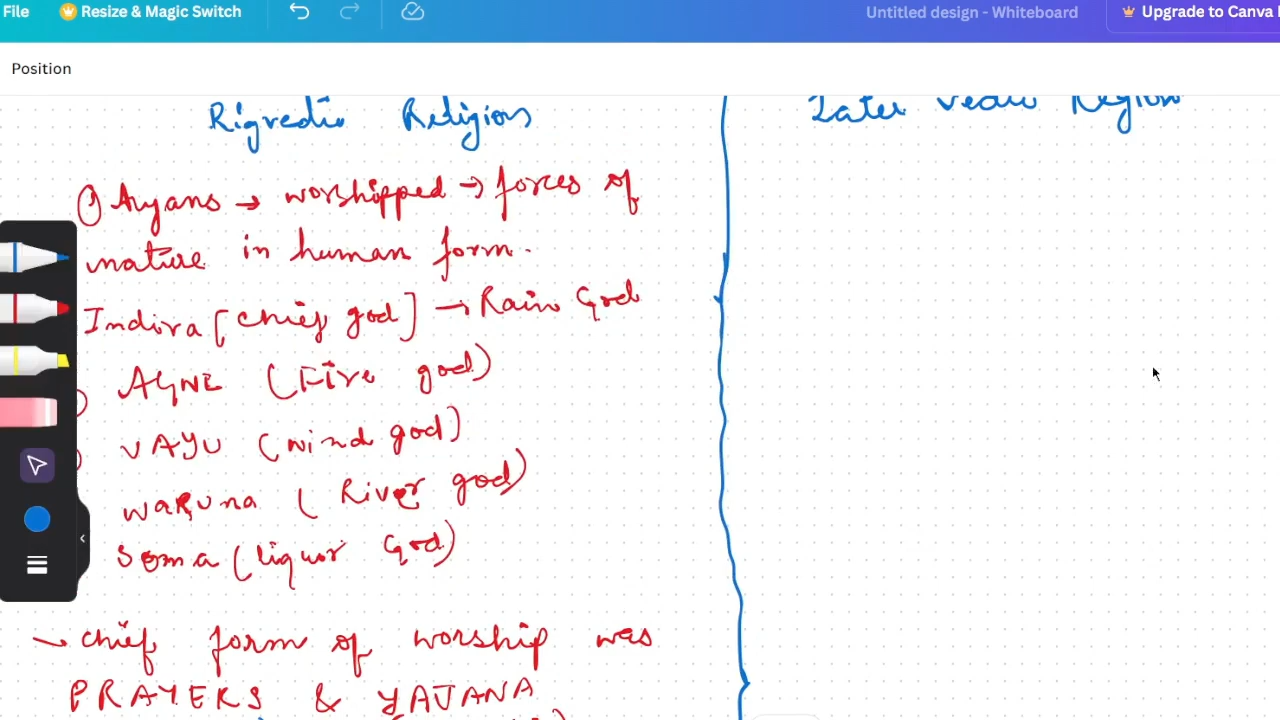 File Resize & Magic Switch Untitled design - Whiteboard Upgrade to Canva
Position
Rigvedic Religion
Later Vedic Region
① Aryans → worshipped → forces of
nature in human form.
Indira [chief god] → Rain God
AGNI (Fire god)
VAYU (wind god)
WARUNA (River god)
Soma (liquor God)
→ chief form of worship was
PRAYERS & YAJANA